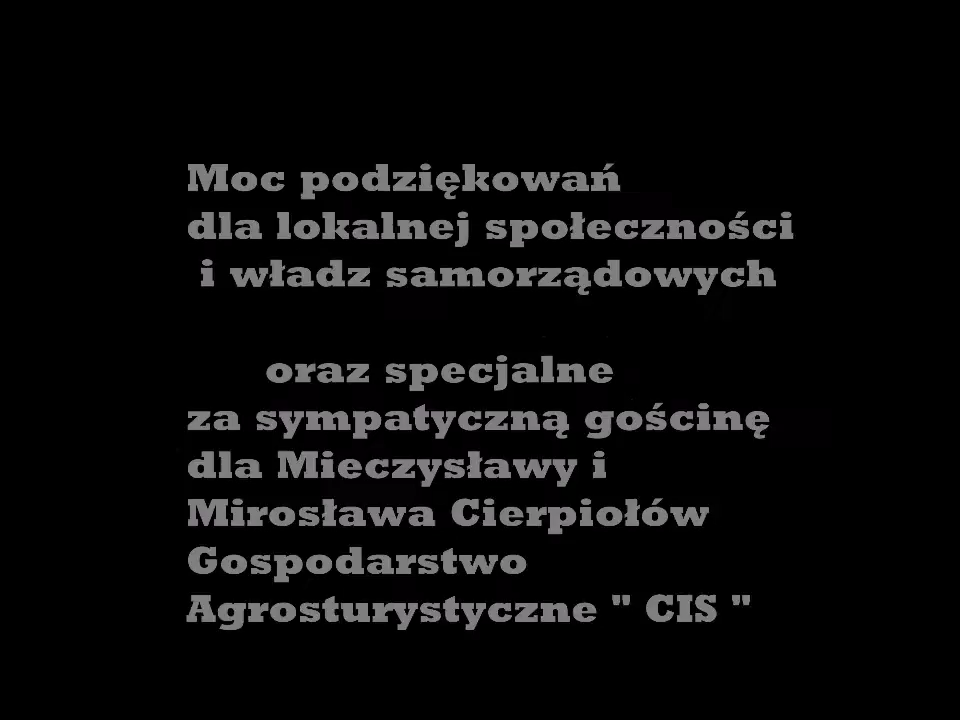 Moc podziękowań
dla lokalnej społeczności
i władz samorządowych
oraz specjalne
za sympatyczną gościnę
dla Mieczysławy i
Mirosława Cierpiołów
Gospodarstwo
Agrosturystyczne " CIS "